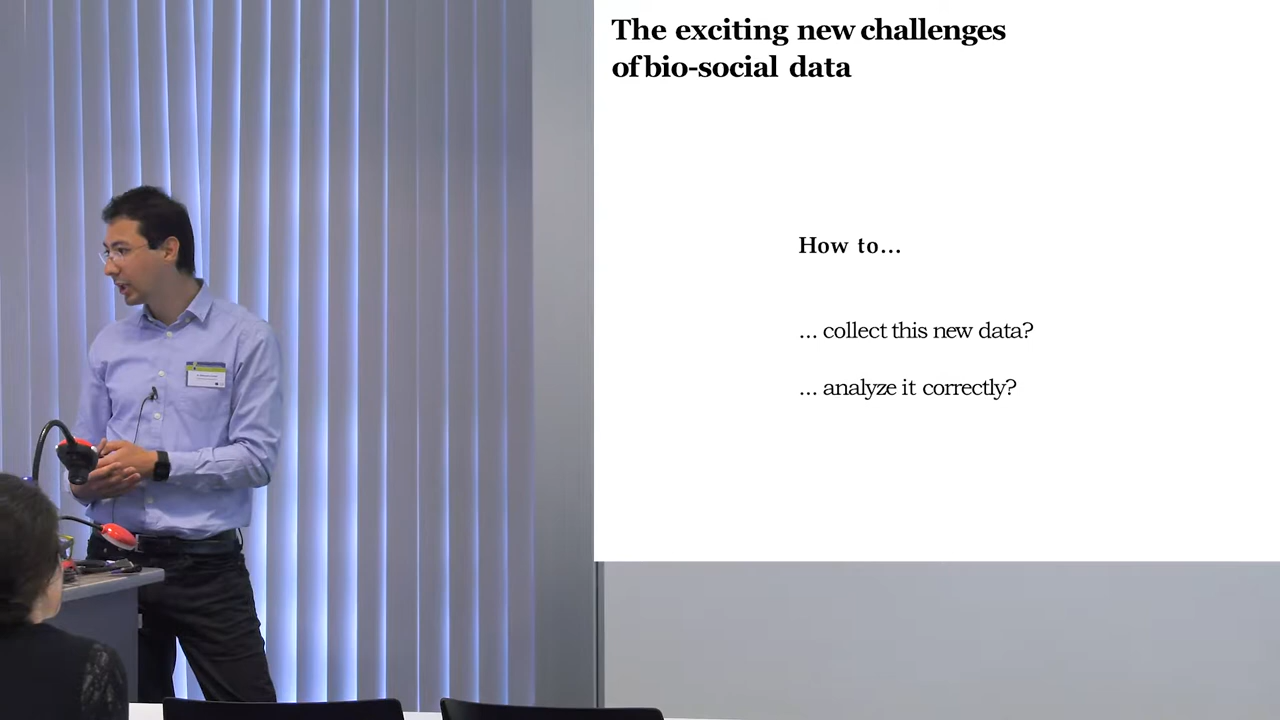 The exciting new challenges
of bio-social data
How to...
... collect this new data?
... analyze it correctly?